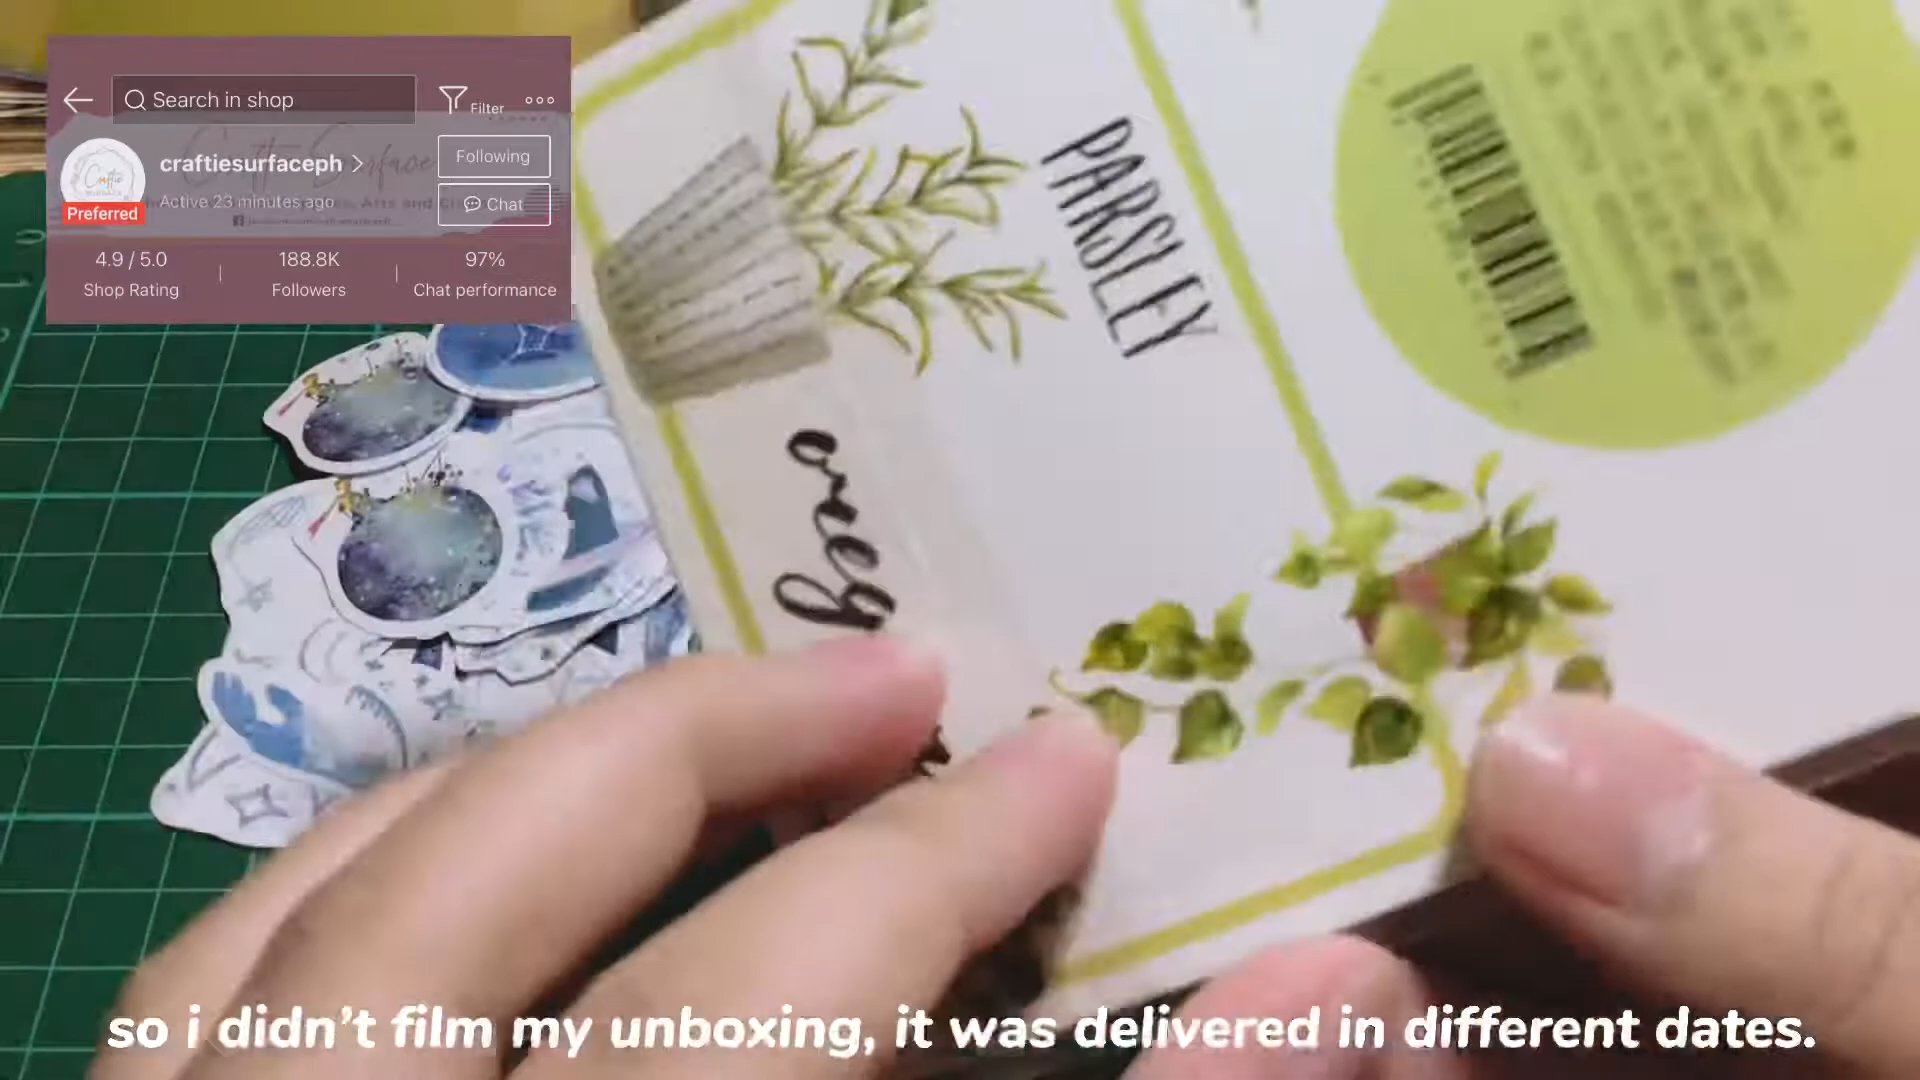 Search in shop
Filter
craftiesurfaceph
Following
Active 23 minutes ago
Chat
Preferred
4.9 / 5.0
188.8K
97%
Shop Rating
Followers
Chat performance
PARSLEY
oreg
so i didn't film my unboxing, it was delivered in different dates.